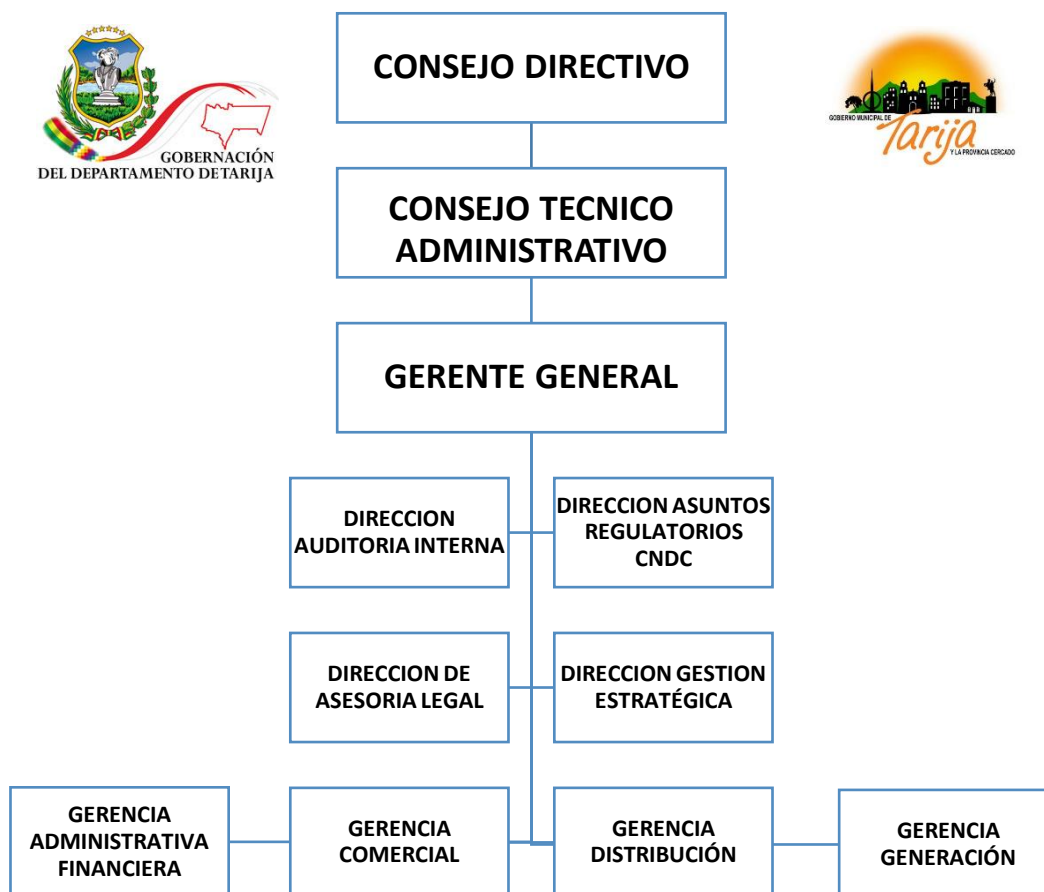 GOBERNACIÓN
DEL DEPARTAMENTO DE TARIJA
CONSEJO DIRECTIVO
GOBIERNO MUNICIPAL DE
Tarija
Y LA PROVINCIA CERCADO
CONSEJO TECNICO
ADMINISTRATIVO
GERENTE GENERAL
DIRECCION
AUDITORIA INTERNA
DIRECCION ASUNTOS
REGULATORIOS
CNDC
DIRECCION DE
ASESORIA LEGAL
DIRECCION GESTION
ESTRATÉGICA
GERENCIA
ADMINISTRATIVA
FINANCIERA
GERENCIA
COMERCIAL
GERENCIA
DISTRIBUCIÓN
GERENCIA
GENERACIÓN